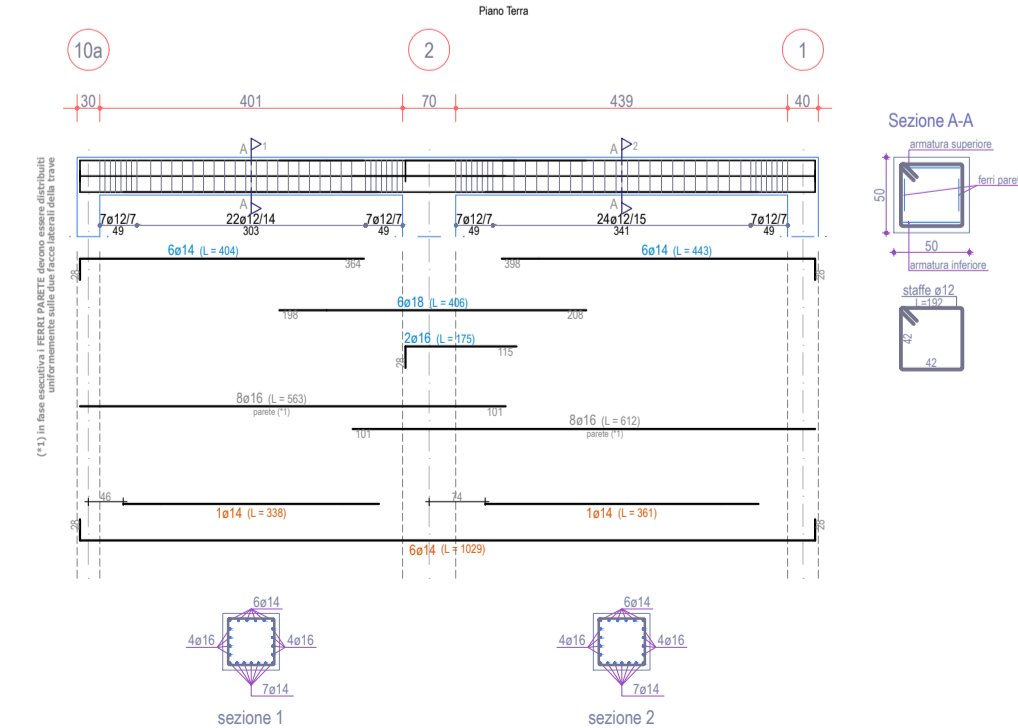 Piano Terra
10a
2
1
30
401
70
439
40
A
1
A
2
A
A
7ø12/7
22ø12/14
7ø12/7
7ø12/7
24ø12/15
7ø12/7
49
303
49
49
341
49
6ø14 (L = 404)
6ø14 (L = 443)
364
398
28
28
6ø18 (L = 406)
198
208
2ø16 (L = 175)
115
28
8ø16 (L = 563)
parete (*1)
101
8ø16 (L = 612)
parete (*1)
101
46
74
1ø14 (L = 338)
1ø14 (L = 361)
28
28
6ø14 (L = 1029)
(*1) in fase esecutiva i FERRI PARETE devono essere distribuiti
uniformemente sulle due facce laterali della trave
Sezione A-A
armatura superiore
ferri paret
50
50
armatura inferiore
staffe ø12
L=192
42
42
6ø14
4ø16
4ø16
7ø14
sezione 1
6ø14
4ø16
4ø16
7ø14
sezione 2